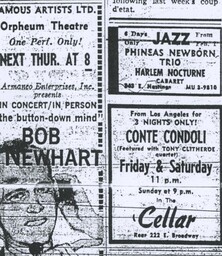 FAMOUS ARTISTS LTD.
Orpheum Theatre
One Perf. Only!
NEXT THUR. AT 8
Armanco Enterprises, Inc.
presents
IN CONCERT/IN PERSON
the "button-down mind"
BOB
NEWHART
following last week's coup
d'etat.
6 Days Only JAZZ From
PHINEAS NEWBORN,
TRIO
HARLEM NOCTURNE
CABARET
343 E. Hastings MU 3-9810
From Los Angeles for
3 NIGHTS ONLY!
CONTE CONDOLI
(Featured with TONY CLITHEROE
quartet)
Friday & Saturday
11 p.m.
Sunday at 9 p.m.
In The
Cellar
Rear 222 E. Broadway